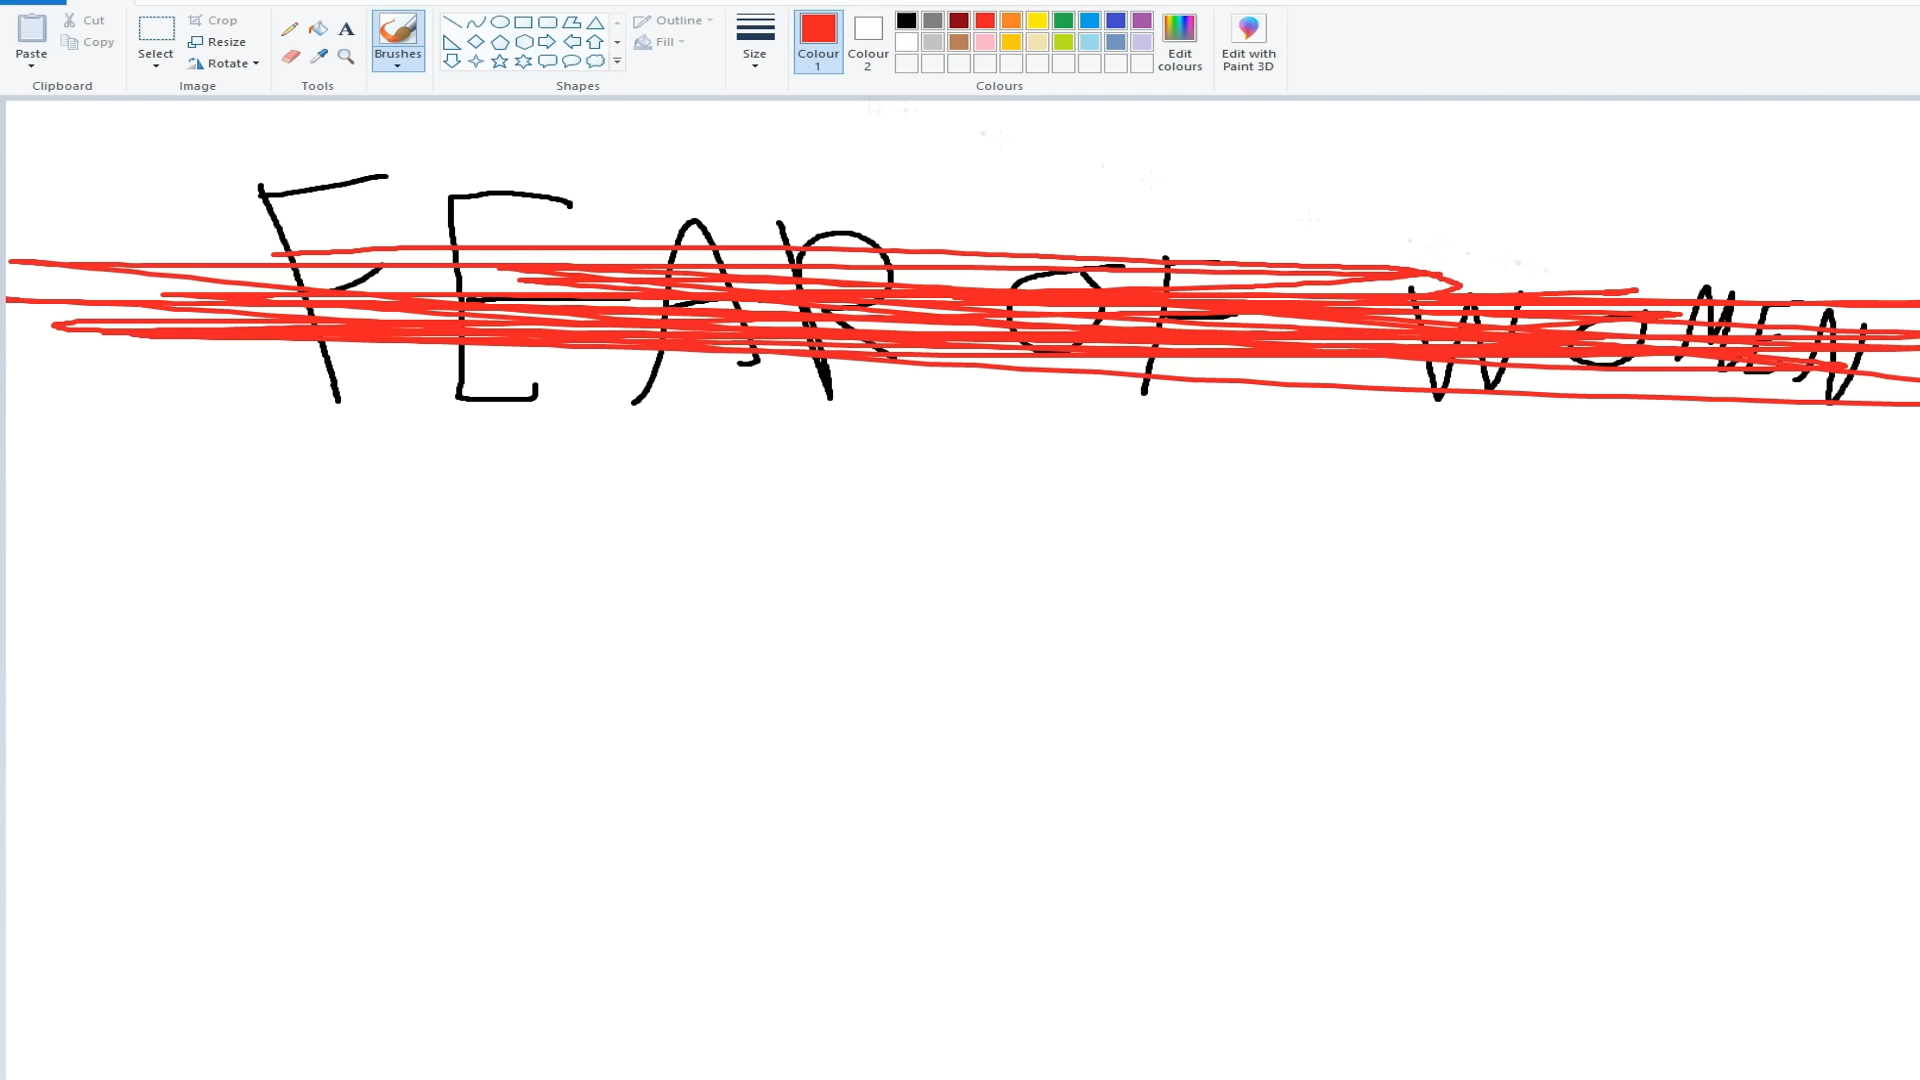 Cut
Copy
Paste
Clipboard
Select
Crop
Resize
Rotate
Image
A
Tools
Brushes
Outline
Fill
Shapes
Size
Colour 1
Colour 2
Colours
Edit colours
Edit with Paint 3D
FEAR OF WOMEN